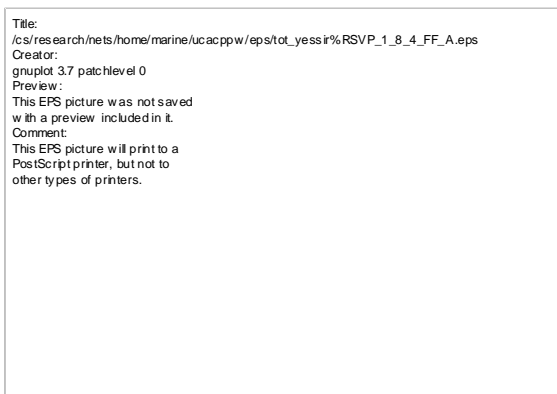 Title:
/cs/research/nets/home/marine/ucacppw/eps/tot_yessir%RSVP_1_8_4_FF_A.eps
Creator:
gnuplot 3.7 patchlevel 0
Preview:
This EPS picture was not saved
with a preview included in it.
Comment:
This EPS picture will print to a
PostScript printer, but not to
other types of printers.